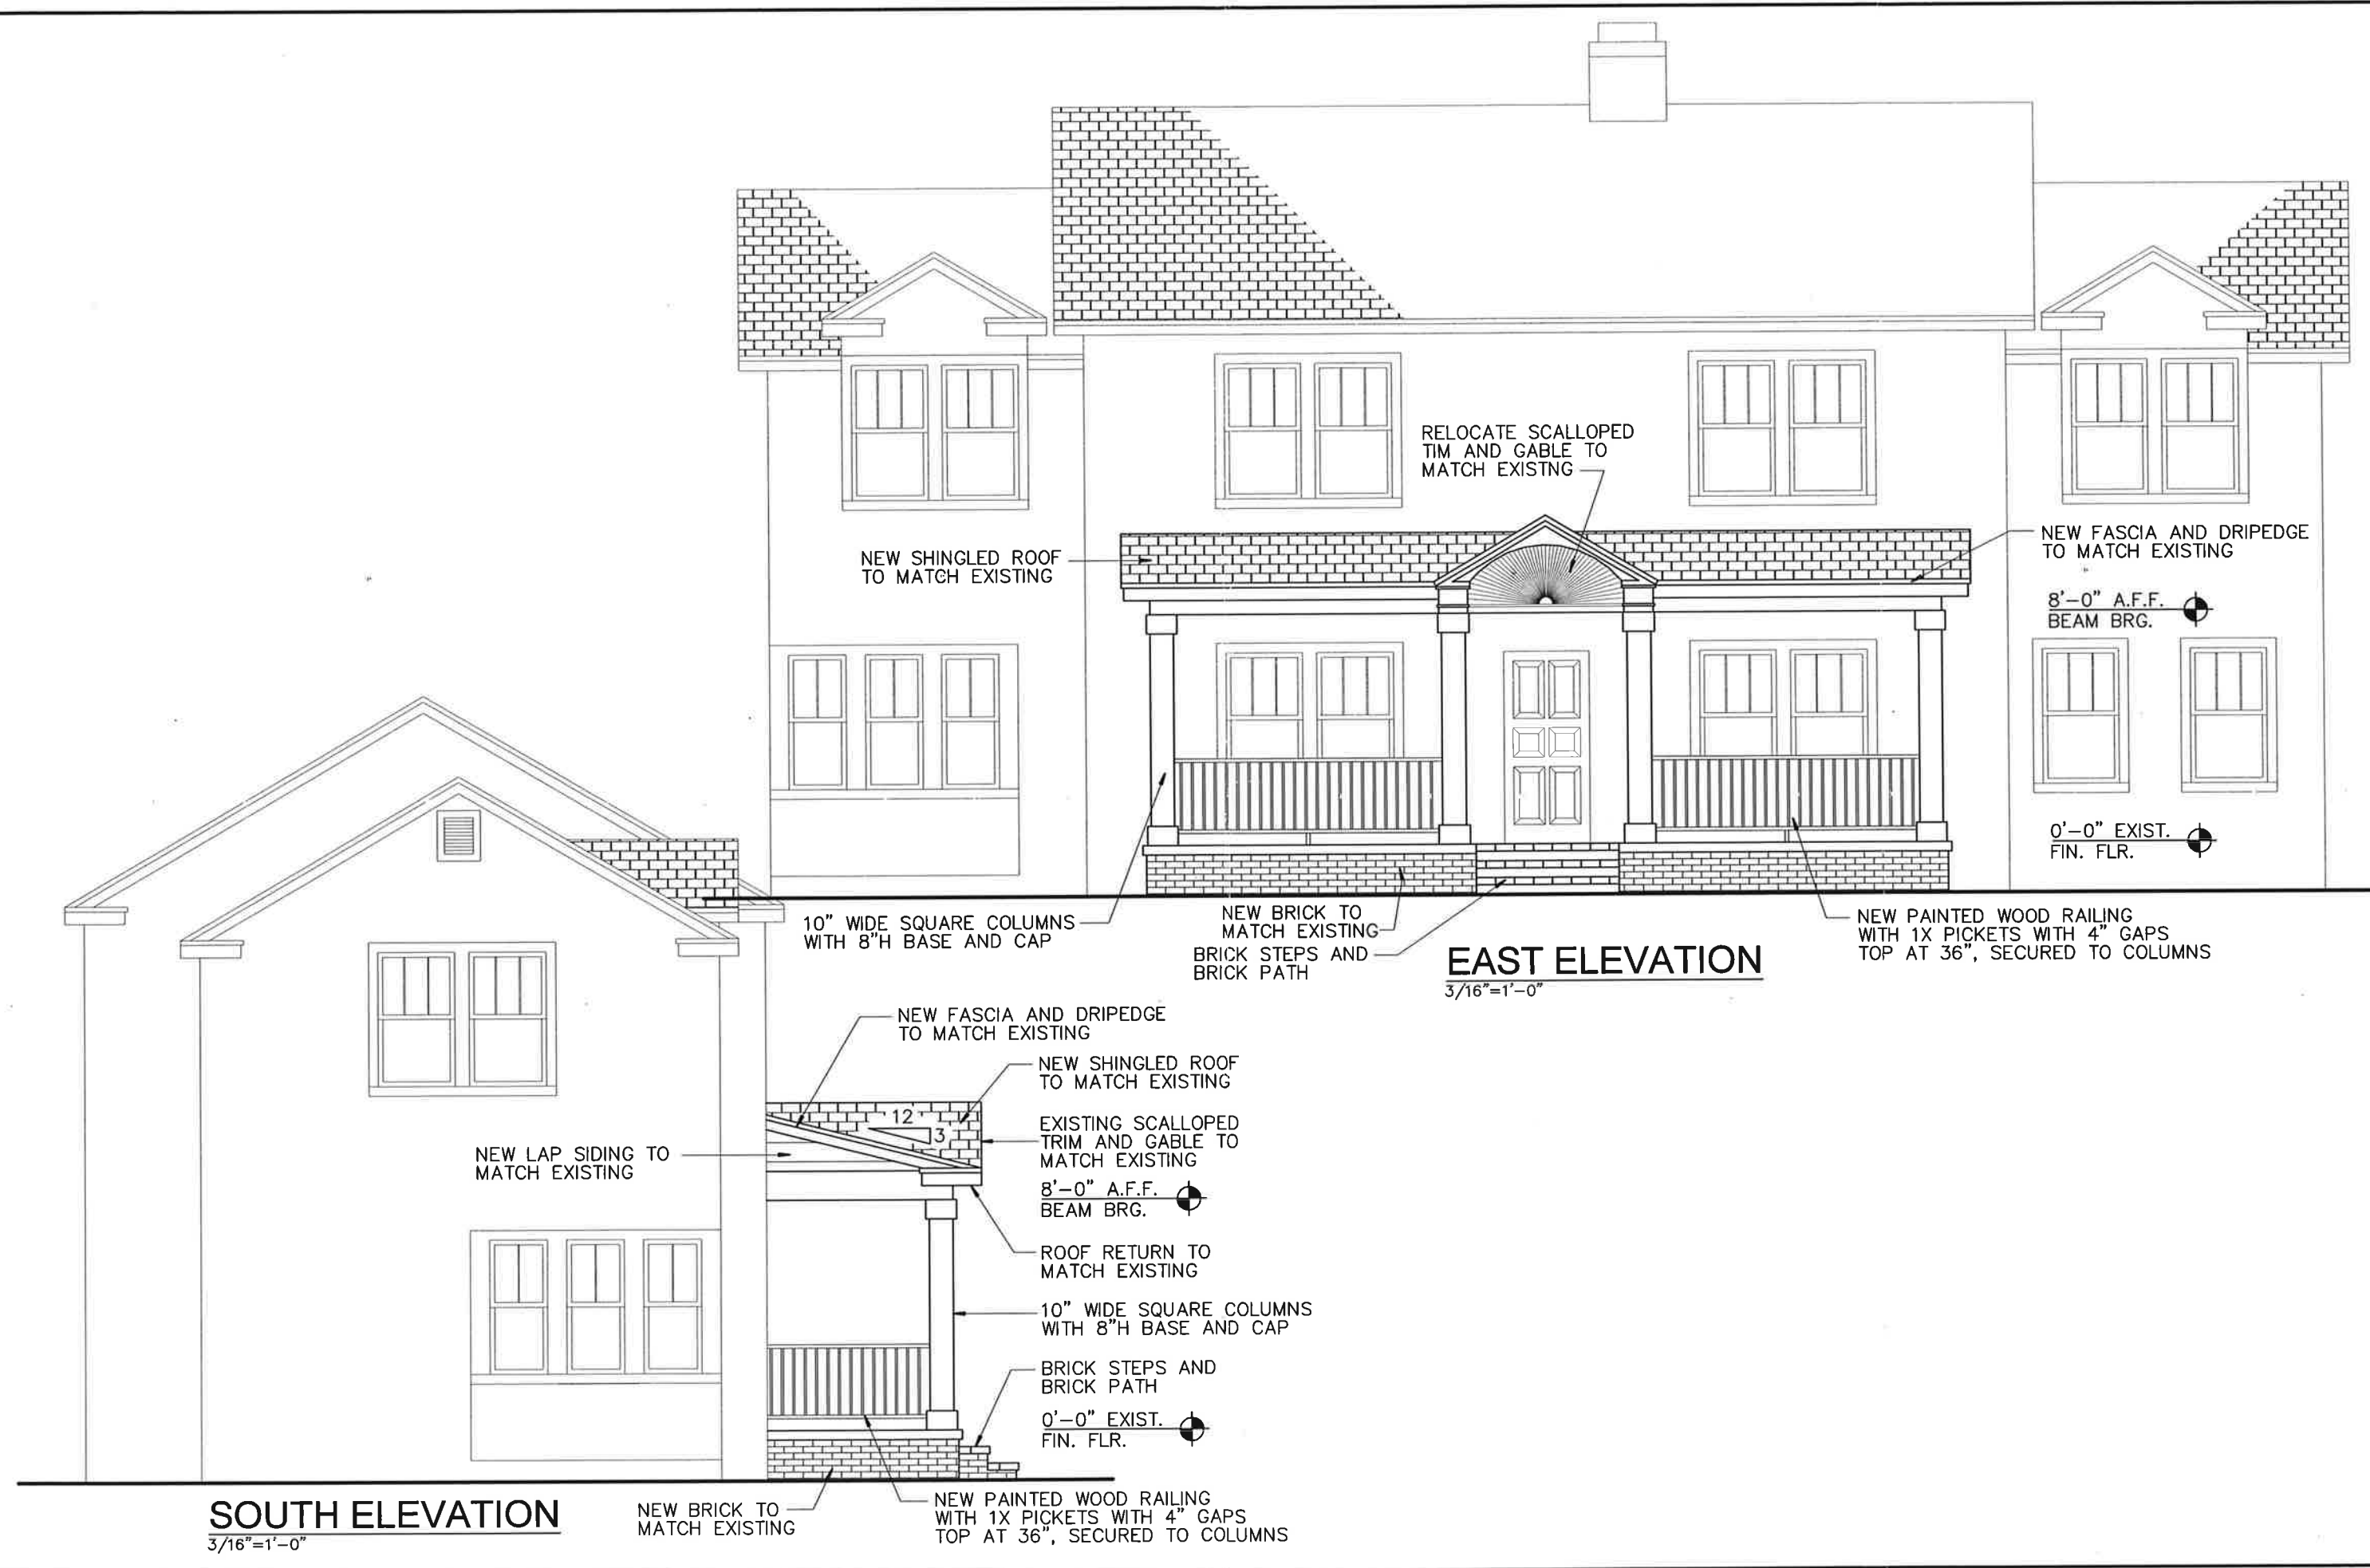 RELOCATE SCALLOPED
TIM AND GABLE TO
MATCH EXISTNG
NEW SHINGLED ROOF
TO MATCH EXISTING
NEW FASCIA AND DRIPEDGE
TO MATCH EXISTING
8'-0" A.F.F.
BEAM BRG.
0'-0" EXIST.
FIN. FLR.
10" WIDE SQUARE COLUMNS
WITH 8"H BASE AND CAP
NEW BRICK TO
MATCH EXISTING
BRICK STEPS AND
BRICK PATH
NEW PAINTED WOOD RAILING
WITH 1X PICKETS WITH 4" GAPS
TOP AT 36", SECURED TO COLUMNS
EAST ELEVATION
3/16"=1'-0"
NEW FASCIA AND DRIPEDGE
TO MATCH EXISTING
NEW SHINGLED ROOF
TO MATCH EXISTING
12
3
EXISTING SCALLOPED
TRIM AND GABLE TO
MATCH EXISTING
NEW LAP SIDING TO
MATCH EXISTING
8'-0" A.F.F.
BEAM BRG.
ROOF RETURN TO
MATCH EXISTING
10" WIDE SQUARE COLUMNS
WITH 8"H BASE AND CAP
BRICK STEPS AND
BRICK PATH
0'-0" EXIST.
FIN. FLR.
SOUTH ELEVATION
3/16"=1'-0"
NEW BRICK TO
MATCH EXISTING
NEW PAINTED WOOD RAILING
WITH 1X PICKETS WITH 4" GAPS
TOP AT 36", SECURED TO COLUMNS